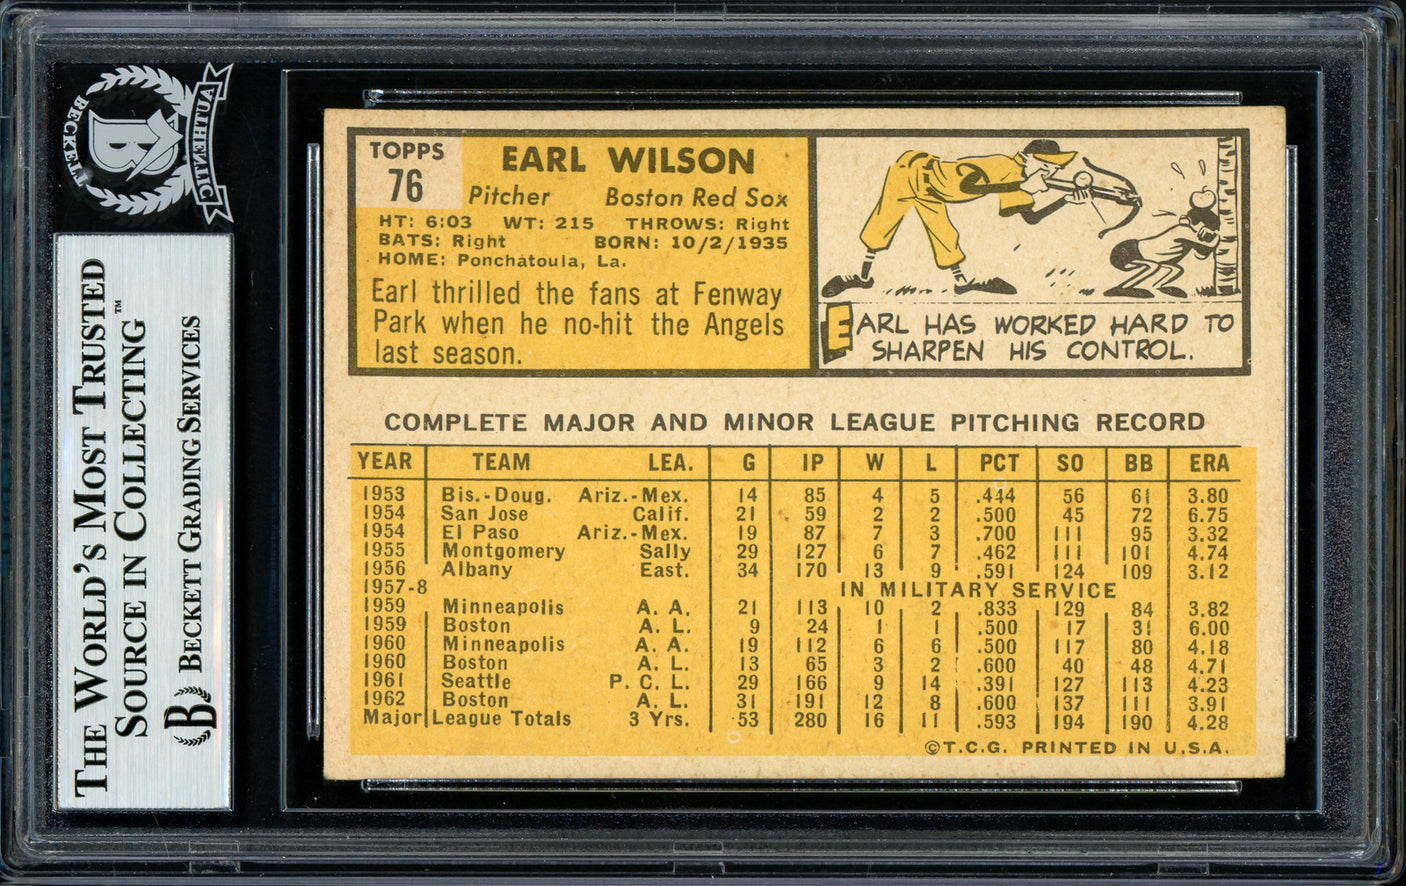 BECKETT
AUTHENTIC
B
THE WORLD'S MOST TRUSTED
SOURCE IN COLLECTING™
BECKETT GRADING SERVICES
B
TOPPS
76
EARL WILSON
Pitcher Boston Red Sox
HT: 6:03 WT: 215 THROWS: Right
BATS: Right BORN: 10/2/1935
HOME: Ponchatoula, La.
Earl thrilled the fans at Fenway
Park when he no-hit the Angels
last season.
EARL HAS WORKED HARD TO
SHARPEN HIS CONTROL.
COMPLETE MAJOR AND MINOR LEAGUE PITCHING RECORD
YEAR TEAM LEA. G IP W L PCT SO BB ERA
1953 Bis.-Doug. Ariz.-Mex. 14 85 4 5 .444 56 61 3.80
1954 San Jose Calif. 21 59 2 2 .500 45 72 6.75
1954 El Paso Ariz.-Mex. 19 87 7 3 .700 111 95 3.32
1955 Montgomery Sally 29 127 6 7 .462 111 101 4.74
1956 Albany East. 34 170 13 9 .591 124 109 3.12
1957-8 IN MILITARY SERVICE
1959 Minneapolis A. A. 21 113 10 2 .833 129 84 3.82
1959 Boston A. L. 9 24 1 1 .500 17 31 6.00
1960 Minneapolis A. A. 19 112 6 6 .500 117 80 4.18
1960 Boston A. L. 13 65 3 2 .600 40 48 4.71
1961 Seattle P. C. L. 29 166 9 14 .391 127 113 4.23
1962 Boston A. L. 31 191 12 8 .600 137 111 3.91
Major League Totals 3 Yrs. 53 280 16 11 .593 194 190 4.28
©T.C.G. PRINTED IN U.S.A.